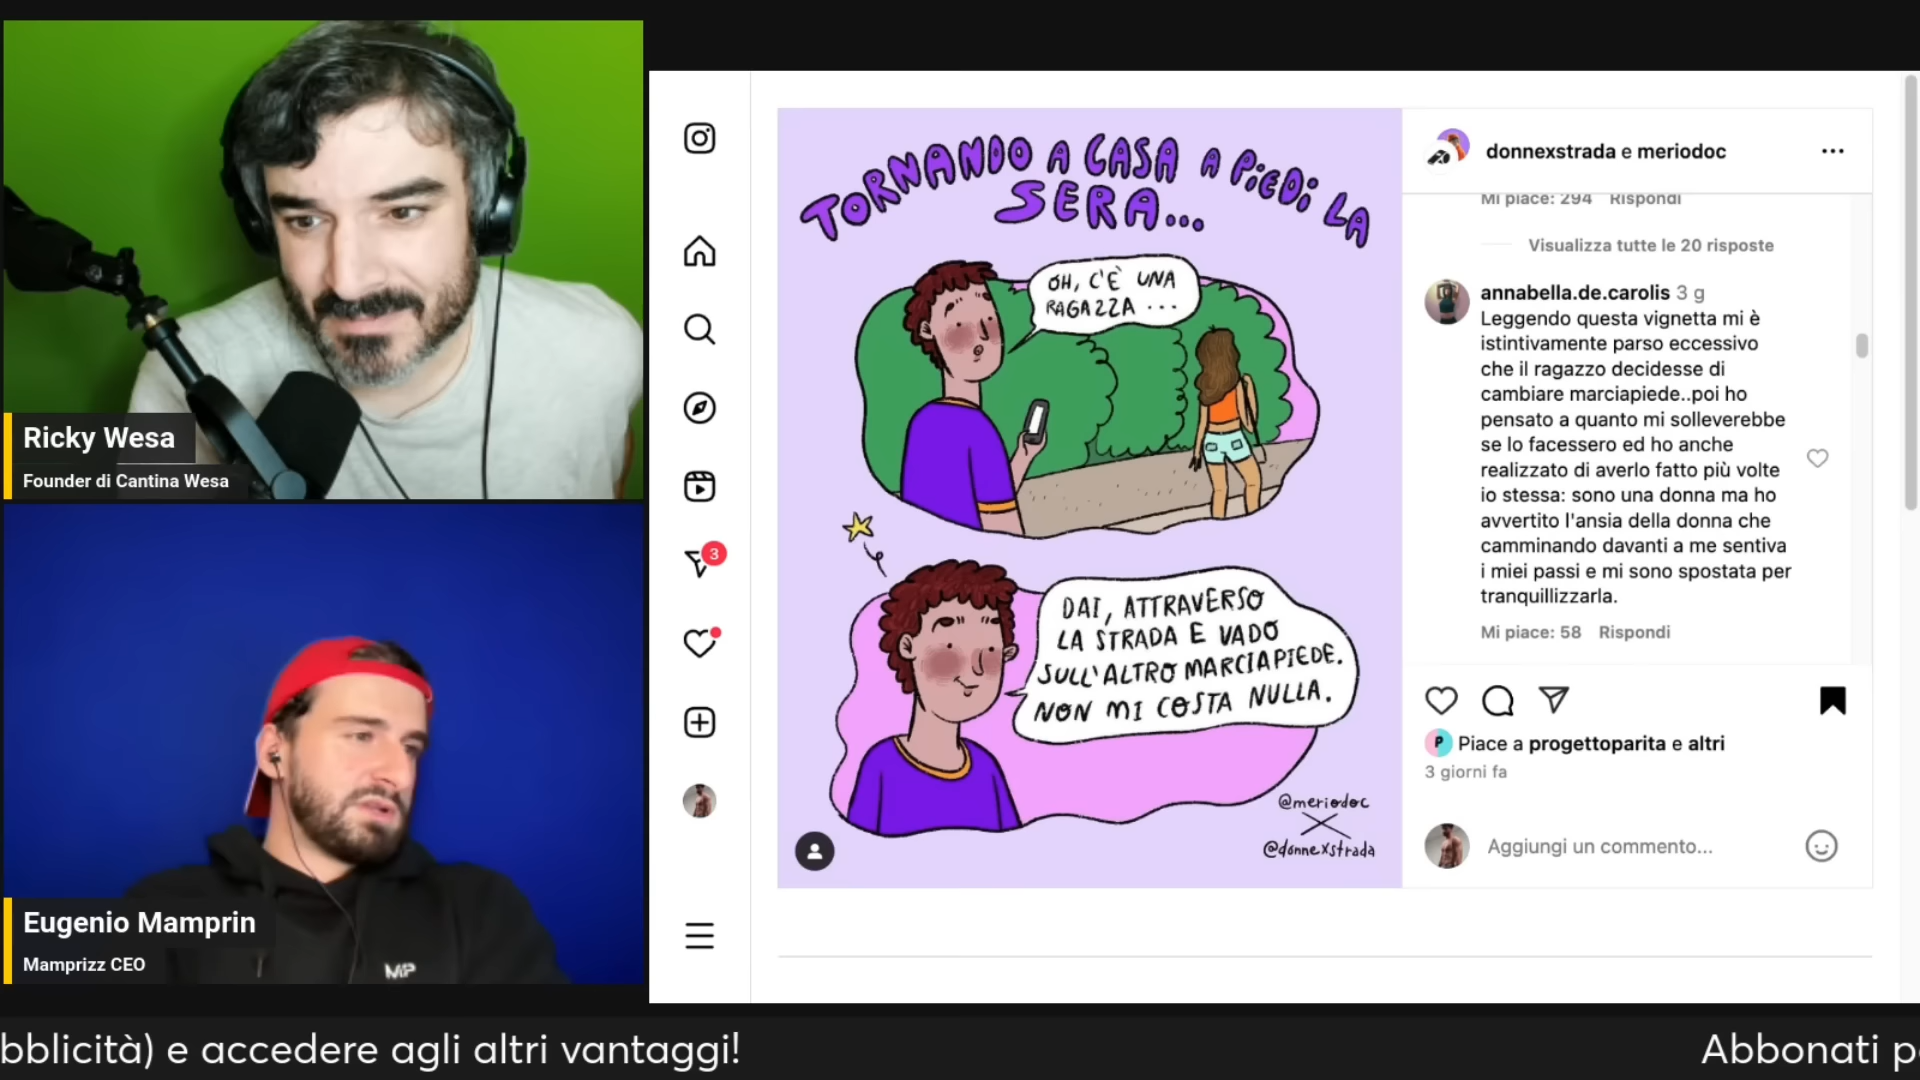 Ricky Wesa
Founder di Cantina Wesa
Eugenio Mamprin
Mamprizz CEO
MP
3
TORNANDO A CASA A PiEDi LA
SERA...
OH, C'È UNA
RAGAZZA ...
DAI, ATTRAVERSO
LA STRADA E VADO
SULL'ALTRO MARCIAPIEDE.
NON MI COSTA NULLA.
@meriodoc
X
@donnexstrada
donnexstrada e meriodoc
Mi piace: 294 Rispondi
Visualizza tutte le 20 risposte
annabella.de.carolis 3 g
Leggendo questa vignetta mi è
istintivamente parso eccessivo
che il ragazzo decidesse di
cambiare marciapiede..poi ho
pensato a quanto mi solleverebbe
se lo facessero ed ho anche
realizzato di averlo fatto più volte
io stessa: sono una donna ma ho
avvertito l'ansia della donna che
camminando davanti a me sentiva
i miei passi e mi sono spostata per
tranquillizzarla.
Mi piace: 58 Rispondi
P Piace a progettoparita e altri
3 giorni fa
Aggiungi un commento...
bblicità) e accedere agli altri vantaggi!
Abbonati p